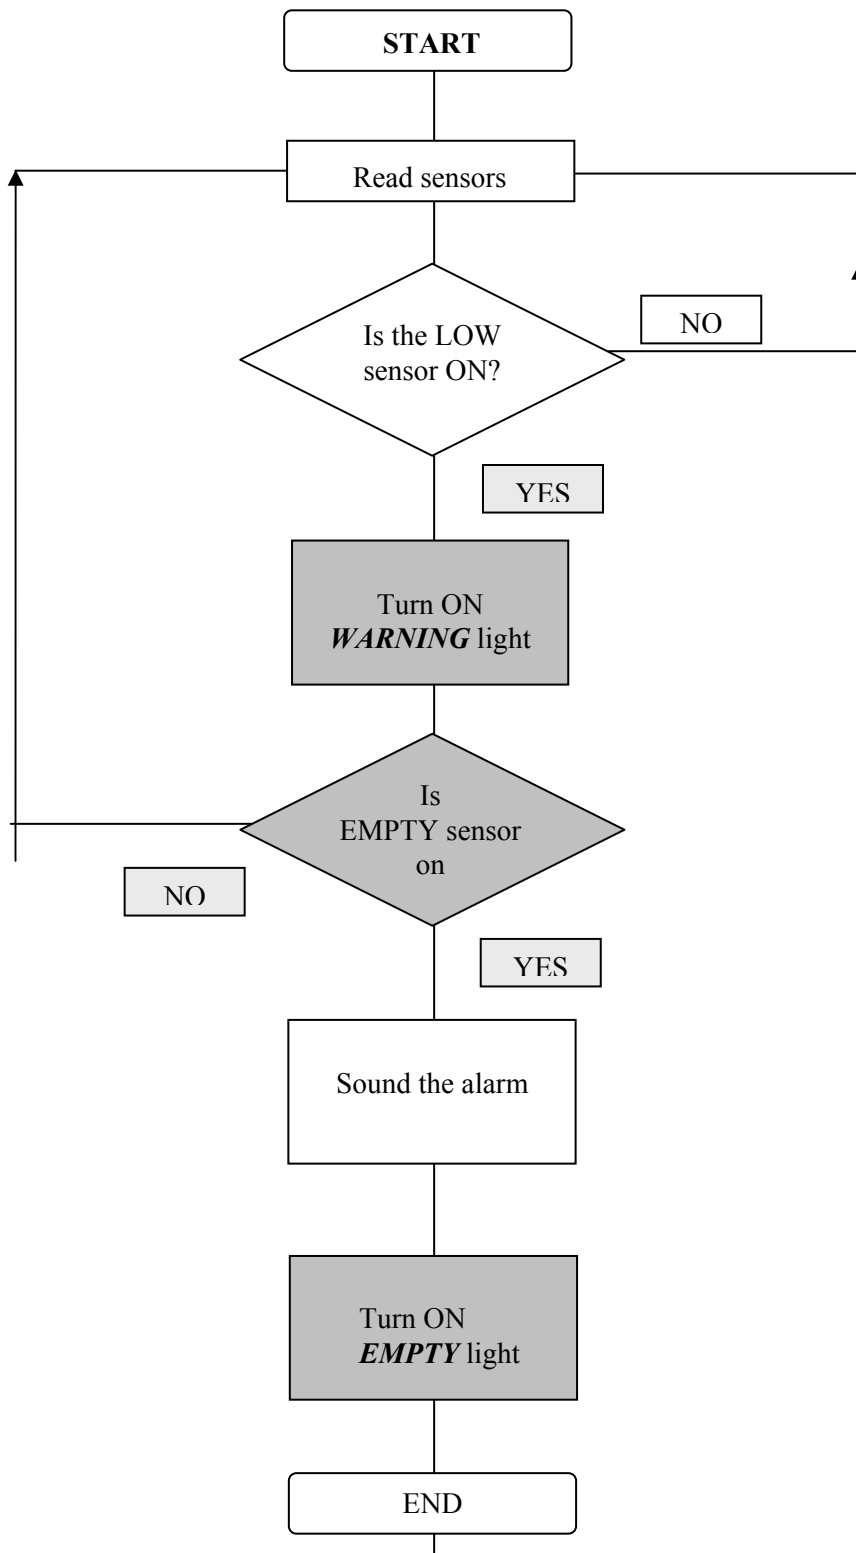 START
Read sensors
Is the LOW
sensor ON?
NO
YES
Turn ON
WARNING light
Is
EMPTY sensor
on
NO
YES
Sound the alarm
Turn ON
EMPTY light
END